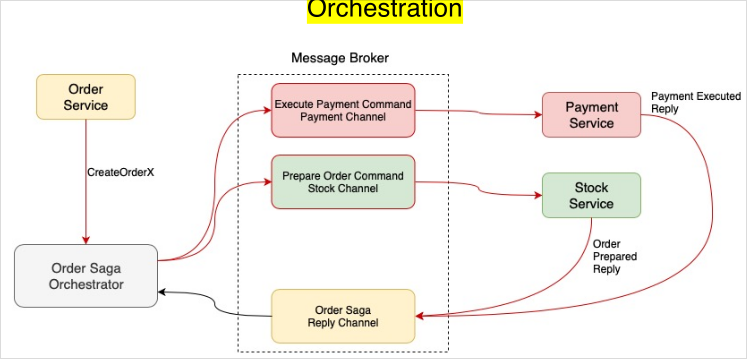 Orchestration
Message Broker
Order
Service
Execute Payment Command
Payment Channel
Payment
Service
Payment Executed
Reply
CreateOrderX
Prepare Order Command
Stock Channel
Stock
Service
Order
Prepared
Reply
Order Saga
Orchestrator
Order Saga
Reply Channel